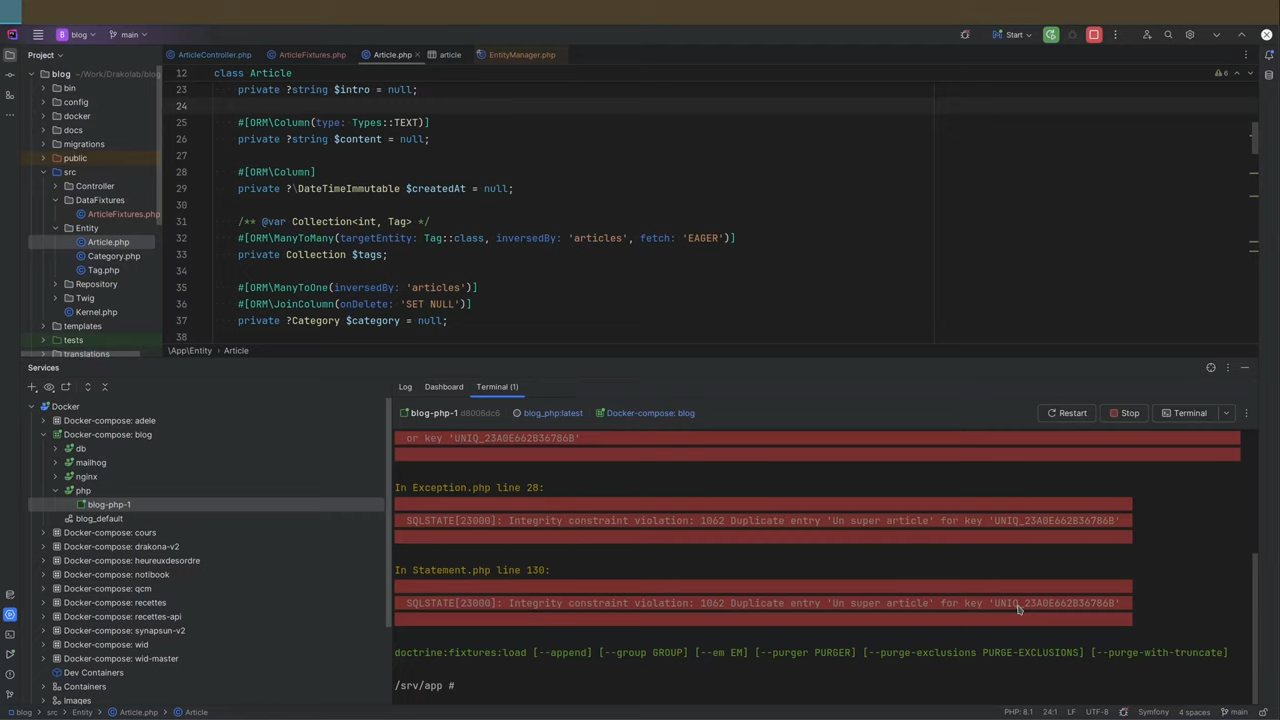 blog
main
Start
Project
ArticleController.php
ArticleFixtures.php
Article.php
article
EntityManager.php
blog ~/Work/Drakolab/blog
bin
config
docker
docs
migrations
public
src
Controller
DataFixtures
ArticleFixtures.php
Entity
Article.php
Category.php
Tag.php
Repository
Twig
Kernel.php
templates
tests
translations
12 class Article
6
23 private ?string $intro = null;
24
25 #[ORM\Column(type: Types::TEXT)]
26 private ?string $content = null;
27
28 #[ORM\Column]
29 private ?\DateTimeImmutable $createdAt = null;
30
31 /** @var Collection<int, Tag> */
32 #[ORM\ManyToMany(targetEntity: Tag::class, inversedBy: 'articles', fetch: 'EAGER')]
33 private Collection $tags;
34
35 #[ORM\ManyToOne(inversedBy: 'articles')]
36 #[ORM\JoinColumn(onDelete: 'SET NULL')]
37 private ?Category $category = null;
38
\App\Entity › Article
Services
Docker
Docker-compose: adele
Docker-compose: blog
db
mailhog
nginx
php
blog-php-1
blog_default
Docker-compose: cours
Docker-compose: drakona-v2
Docker-compose: heureuxdesordre
Docker-compose: notibook
Docker-compose: qcm
Docker-compose: recettes
Docker-compose: recettes-api
Docker-compose: synapsun-v2
Docker-compose: wid
Docker-compose: wid-master
Dev Containers
Containers
Images
Log
Dashboard
Terminal (1)
blog-php-1 d8006dc6
blog_php:latest
Docker-compose: blog
Restart
Stop
Terminal
or key 'UNIQ_23A0E662B36786B'
In Exception.php line 28:
SQLSTATE[23000]: Integrity constraint violation: 1062 Duplicate entry 'Un super article' for key 'UNIQ_23A0E662B36786B'
In Statement.php line 130:
SQLSTATE[23000]: Integrity constraint violation: 1062 Duplicate entry 'Un super article' for key 'UNIQ_23A0E662B36786B'
doctrine:fixtures:load [--append] [--group GROUP] [--em EM] [--purger PURGER] [--purge-exclusions PURGE-EXCLUSIONS] [--purge-with-truncate]
/srv/app #
blog › src › Entity › Article.php › Article
PHP: 8.1
24:1
LF
UTF-8
Symfony
4 spaces
main